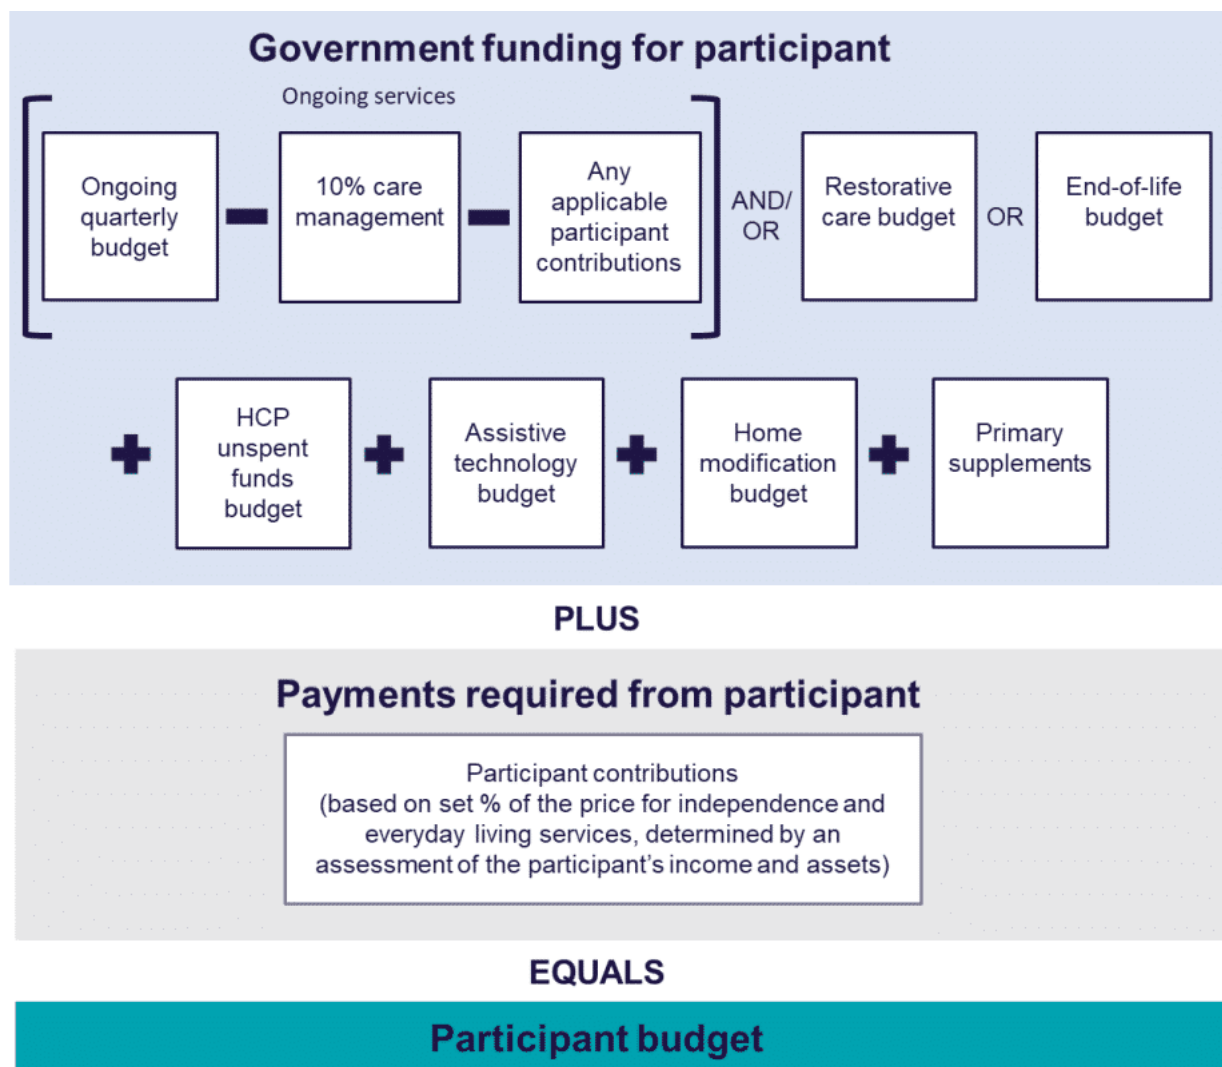 Government funding for participant
Ongoing services
Ongoing
quarterly
budget
10% care
management
Any
applicable
participant
contributions
AND/
OR
Restorative
care budget
OR
End-of-life
budget
HCP
unspent
funds
budget
Assistive
technology
budget
Home
modification
budget
Primary
supplements
PLUS
Payments required from participant
Participant contributions
(based on set % of the price for independence and
everyday living services, determined by an
assessment of the participant's income and assets)
EQUALS
Participant budget